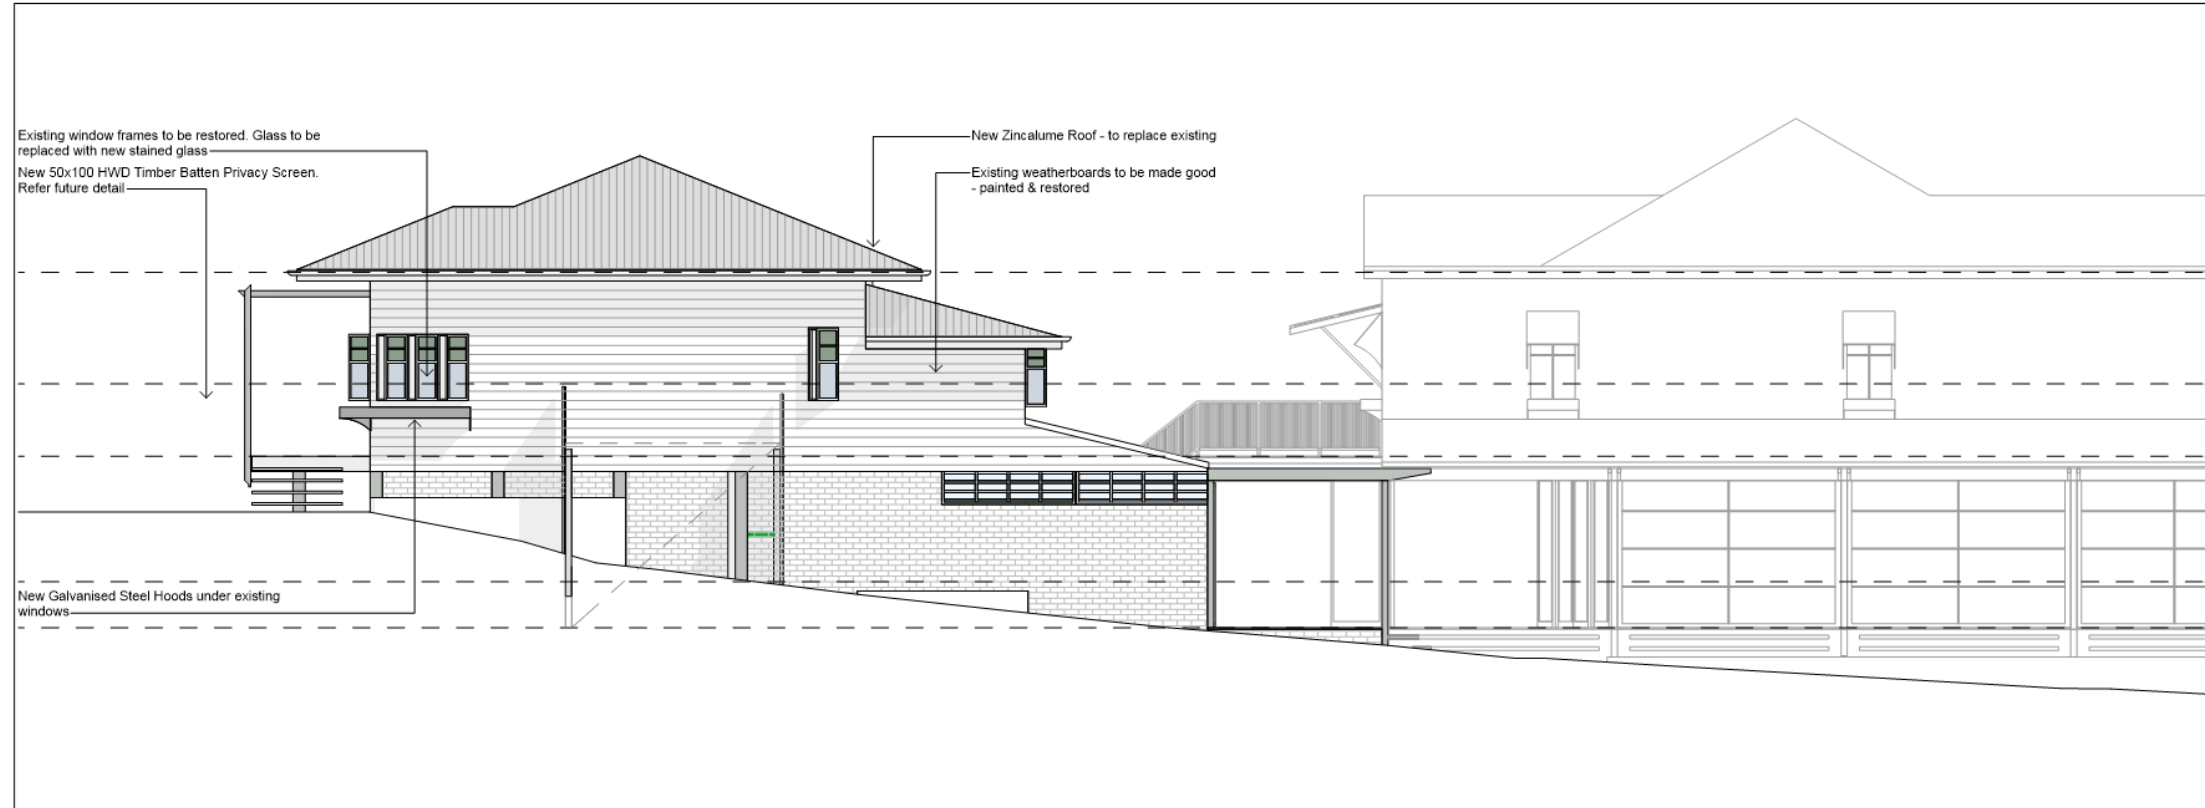 Existing window frames to be restored. Glass to be
replaced with new stained glass
New 50x100 HWD Timber Batten Privacy Screen.
Refer future detail
New Zincalume Roof - to replace existing
Existing weatherboards to be made good
- painted & restored
New Galvanised Steel Hoods under existing
windows